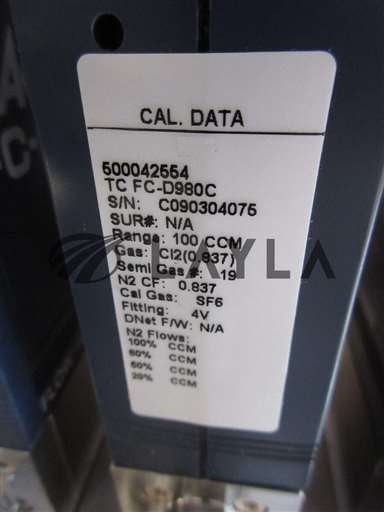 CAL. DATA
500042554
TC FC-D980C
S/N: C090304075
SUR#: N/A
Range: 100 CCM
Gas: Cl2(0.837)
Semi Gas #: 19
N2 CF: 0.837
Cal Gas: SF6
Fitting: 4V
DNet F/W: N/A
N2 Flows:
100% CCM
80% CCM
50% CCM
20% CCM
LAYLA